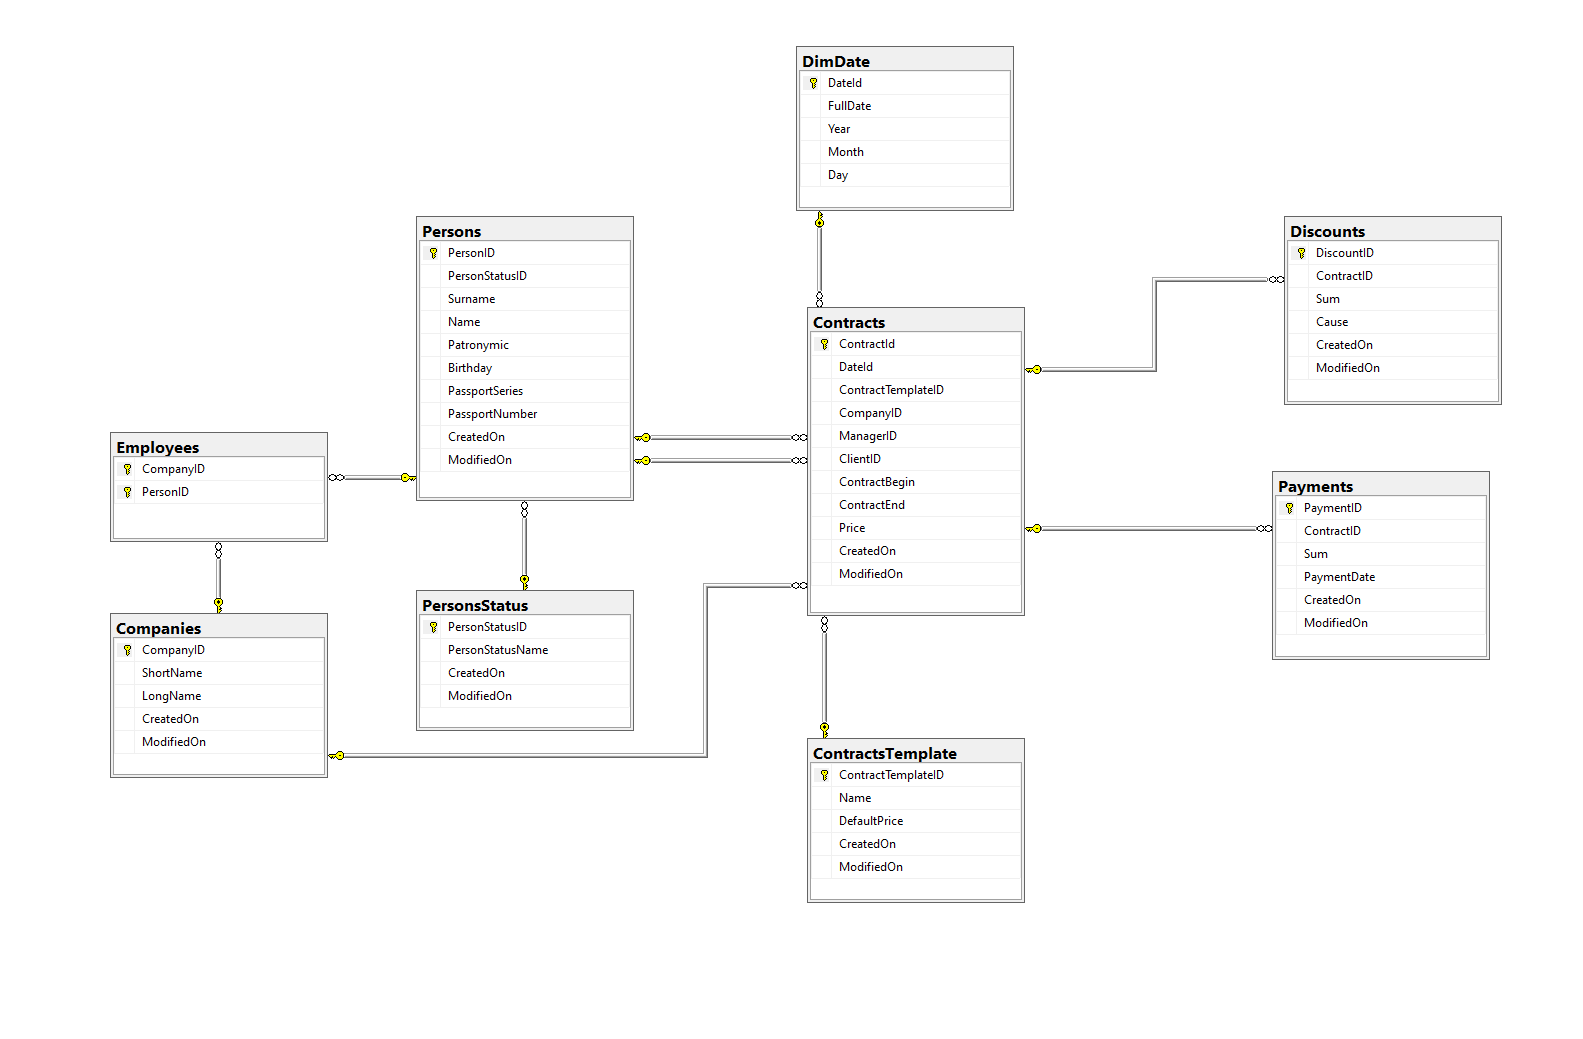 DimDate
DateId
FullDate
Year
Month
Day
Persons
PersonID
PersonStatusID
Surname
Name
Patronymic
Birthday
PassportSeries
PassportNumber
CreatedOn
ModifiedOn
Discounts
DiscountID
ContractID
Sum
Cause
CreatedOn
ModifiedOn
Contracts
ContractId
DateId
ContractTemplateID
CompanyID
ManagerID
ClientID
ContractBegin
ContractEnd
Price
CreatedOn
ModifiedOn
Employees
CompanyID
PersonID
Payments
PaymentID
ContractID
Sum
PaymentDate
CreatedOn
ModifiedOn
PersonsStatus
PersonStatusID
PersonStatusName
CreatedOn
ModifiedOn
Companies
CompanyID
ShortName
LongName
CreatedOn
ModifiedOn
ContractsTemplate
ContractTemplateID
Name
DefaultPrice
CreatedOn
ModifiedOn